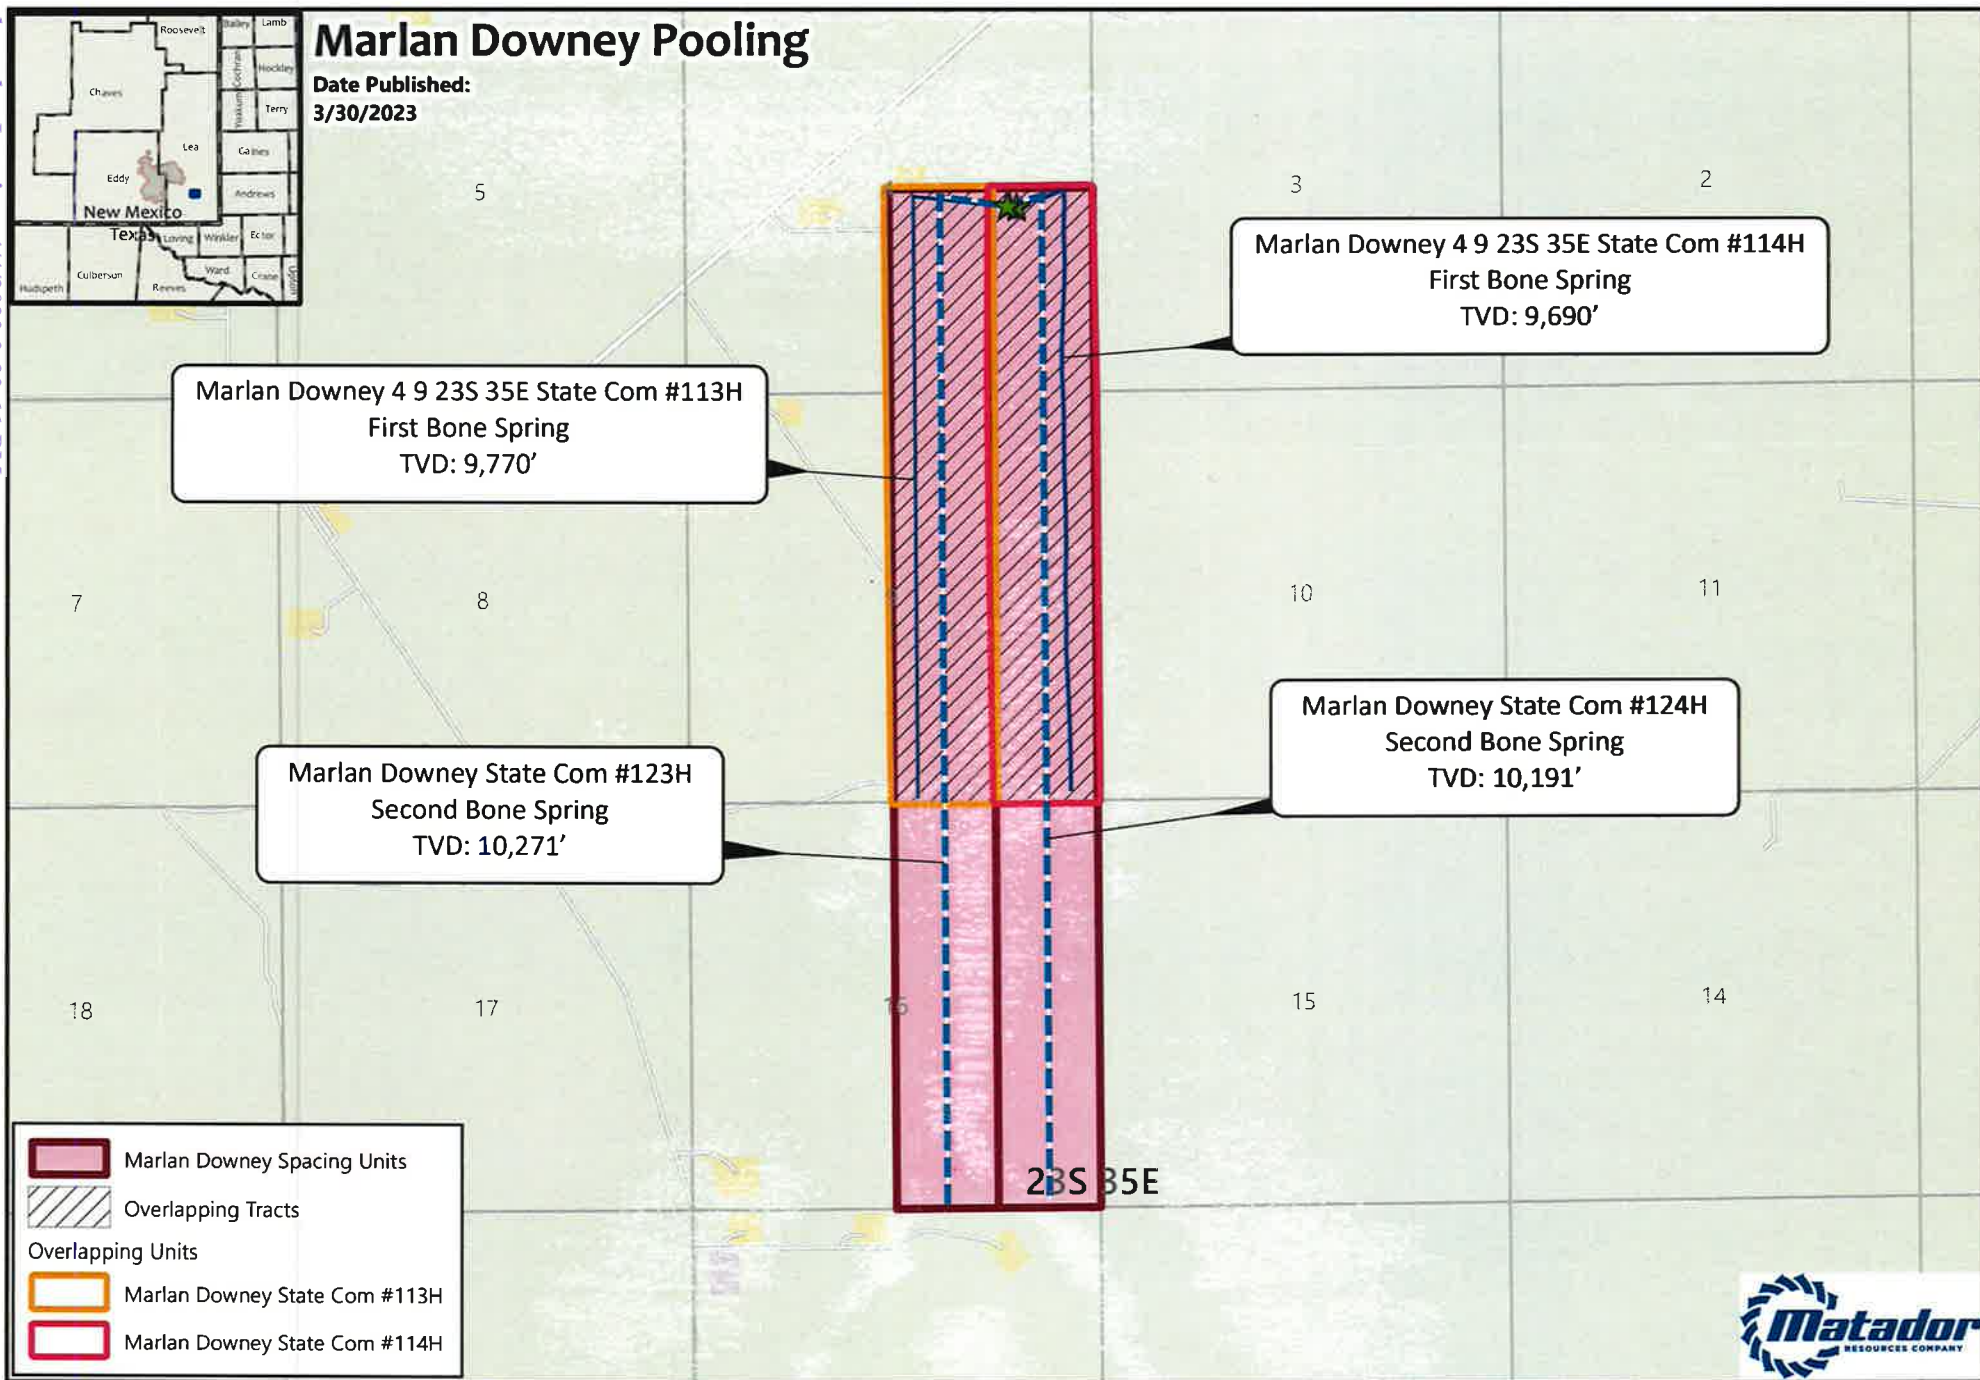 Marlan Downey Pooling
Date Published:
3/30/2023
Roosevelt
Bailey
Lamb
Cochran
Hockley
Chaves
Yoakum
Terry
Lea
Gaines
Eddy
Andrews
New Mexico
Texas
Loving
Winkler
Ector
Culberson
Ward
Crane
Upton
Hudspeth
Reeves
5
3
2
Marlan Downey 4 9 23S 35E State Com #114H
First Bone Spring
TVD: 9,690’
Marlan Downey 4 9 23S 35E State Com #113H
First Bone Spring
TVD: 9,770’
7
8
10
11
Marlan Downey State Com #124H
Second Bone Spring
TVD: 10,191’
Marlan Downey State Com #123H
Second Bone Spring
TVD: 10,271’
18
17
16
15
14
23S 35E
Marlan Downey Spacing Units
Overlapping Tracts
Overlapping Units
Marlan Downey State Com #113H
Marlan Downey State Com #114H
Matador
RESOURCES COMPANY